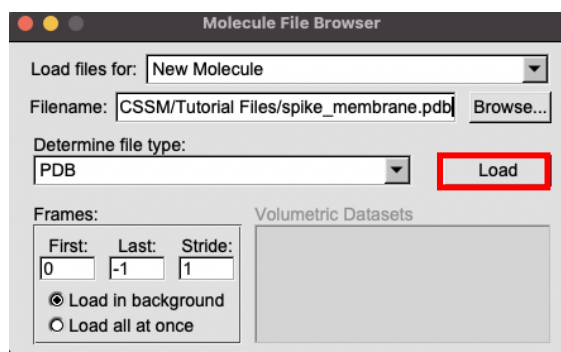 Molecule File Browser
Load files for: New Molecule
Filename: CSSM/Tutorial Files/spike_membrane.pdb Browse...
Determine file type:
PDB Load
Frames: Volumetric Datasets
First: Last: Stride:
0 -1 1
Load in background
Load all at once